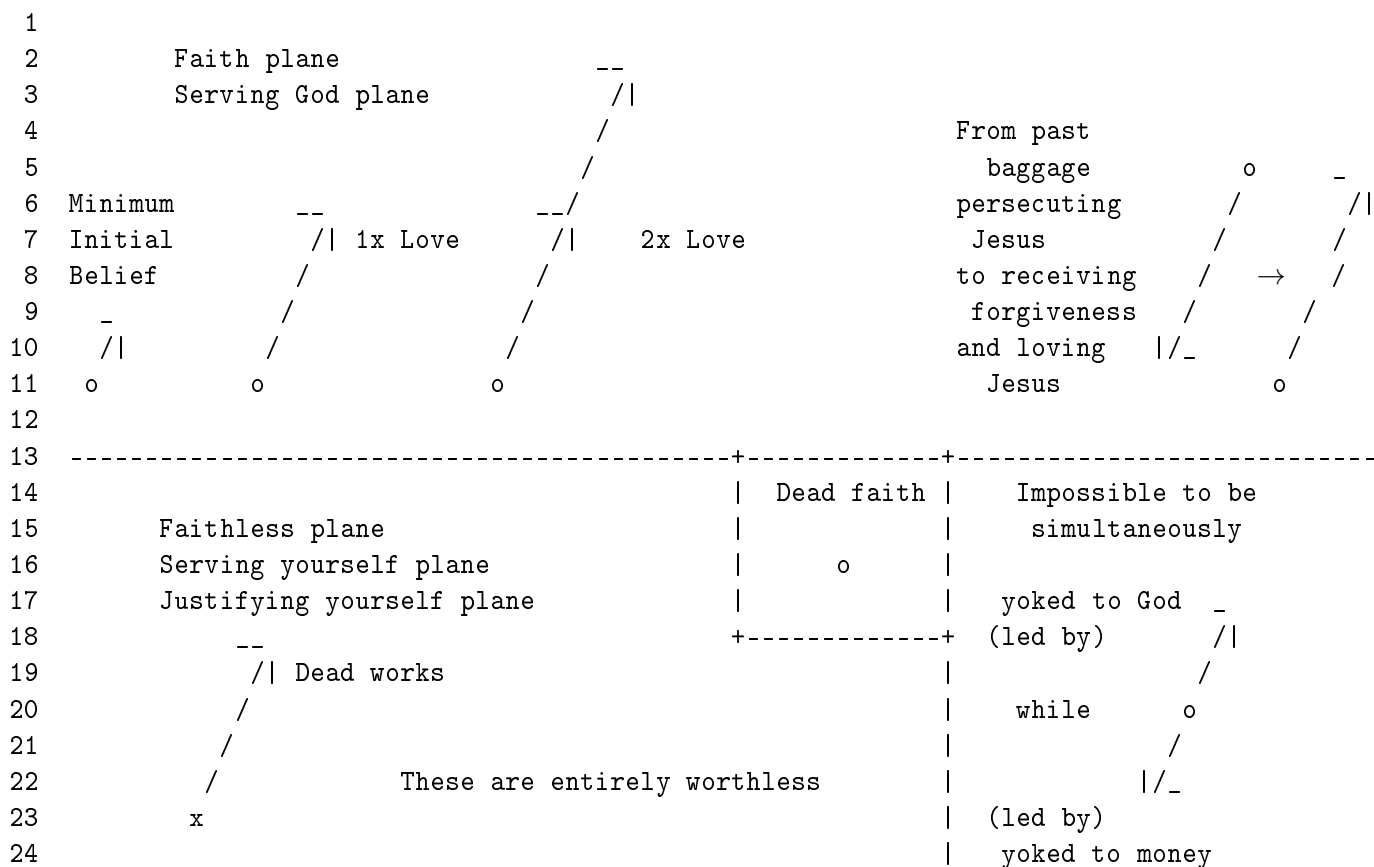 1
2         Faith plane                 __
3         Serving God plane            /|
4                                     /                       From past
5                                    /                          baggage          o     _
6  Minimum        __              __/                         persecuting       /       /|
7  Initial         /| 1x Love      /|    2x Love               Jesus           /       /
8  Belief         /               /                           to receiving    /   →   /
9    _           /               /                             forgiveness   /       /
10   /|         /               /                             and loving   |/_      /
11  o          o               o                                Jesus              o
12
13 --------------------------------------------+-------------+----------------------------
14                                             |  Dead faith |    Impossible to be
15        Faithless plane                      |             |     simultaneously
16        Serving yourself plane               |      o      |
17        Justifying yourself plane            |             |   yoked to God  _
18             __                              +-------------+  (led by)       /|
19              /| Dead works                                |                /
20             /                                             |    while      o
21            /                                              |              /
22           /            These are entirely worthless       |            |/_
23          x                                                |  (led by)
24                                                           |   yoked to money